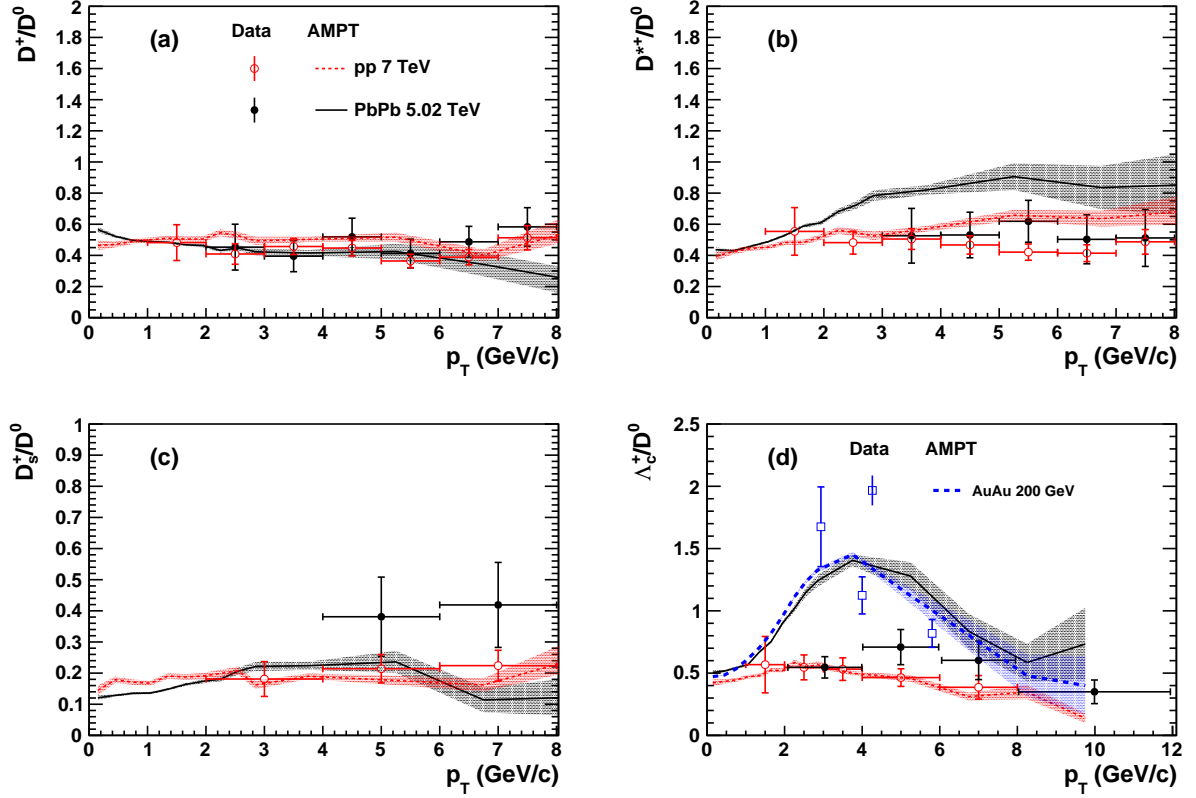 D⁺/D⁰
2
1.8
1.6
1.4
1.2
1
0.8
0.6
0.4
0.2
0
(a)
Data AMPT
pp 7 TeV
PbPb 5.02 TeV
0 1 2 3 4 5 6 7 8
p_T (GeV/c)
D*⁺/D⁰
2
1.8
1.6
1.4
1.2
1
0.8
0.6
0.4
0.2
0
(b)
0 1 2 3 4 5 6 7 8
p_T (GeV/c)
D_s⁺/D⁰
1
0.9
0.8
0.7
0.6
0.5
0.4
0.3
0.2
0.1
0
(c)
0 1 2 3 4 5 6 7 8
p_T (GeV/c)
Λ_c⁺/D⁰
2.5
2
1.5
1
0.5
0
(d)
Data AMPT
AuAu 200 GeV
0 2 4 6 8 10 12
p_T (GeV/c)